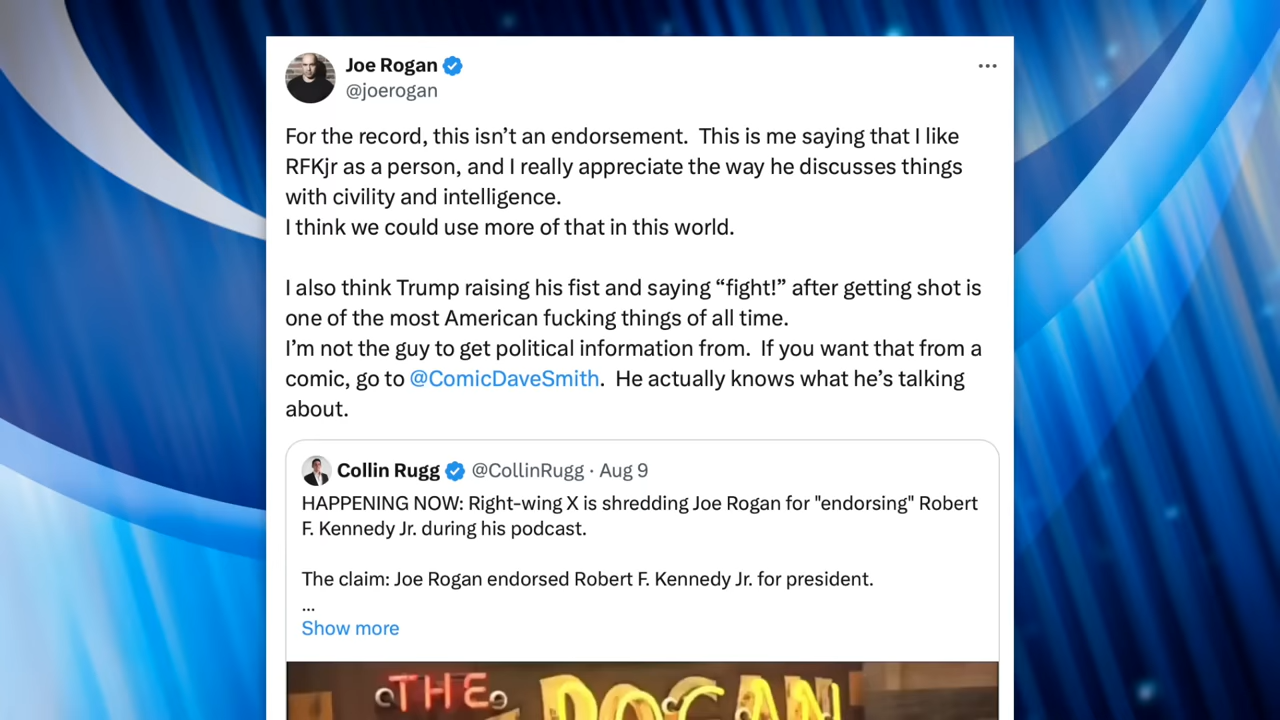 Joe Rogan
@joerogan
For the record, this isn’t an endorsement.  This is me saying that I like
RFKjr as a person, and I really appreciate the way he discusses things
with civility and intelligence.
I think we could use more of that in this world.
I also think Trump raising his fist and saying “fight!” after getting shot is
one of the most American fucking things of all time.
I’m not the guy to get political information from.  If you want that from a
comic, go to @ComicDaveSmith.  He actually knows what he’s talking
about.
Collin Rugg @CollinRugg · Aug 9
HAPPENING NOW: Right-wing X is shredding Joe Rogan for "endorsing" Robert
F. Kennedy Jr. during his podcast.
The claim: Joe Rogan endorsed Robert F. Kennedy Jr. for president.
...
Show more
THE
ROGAN